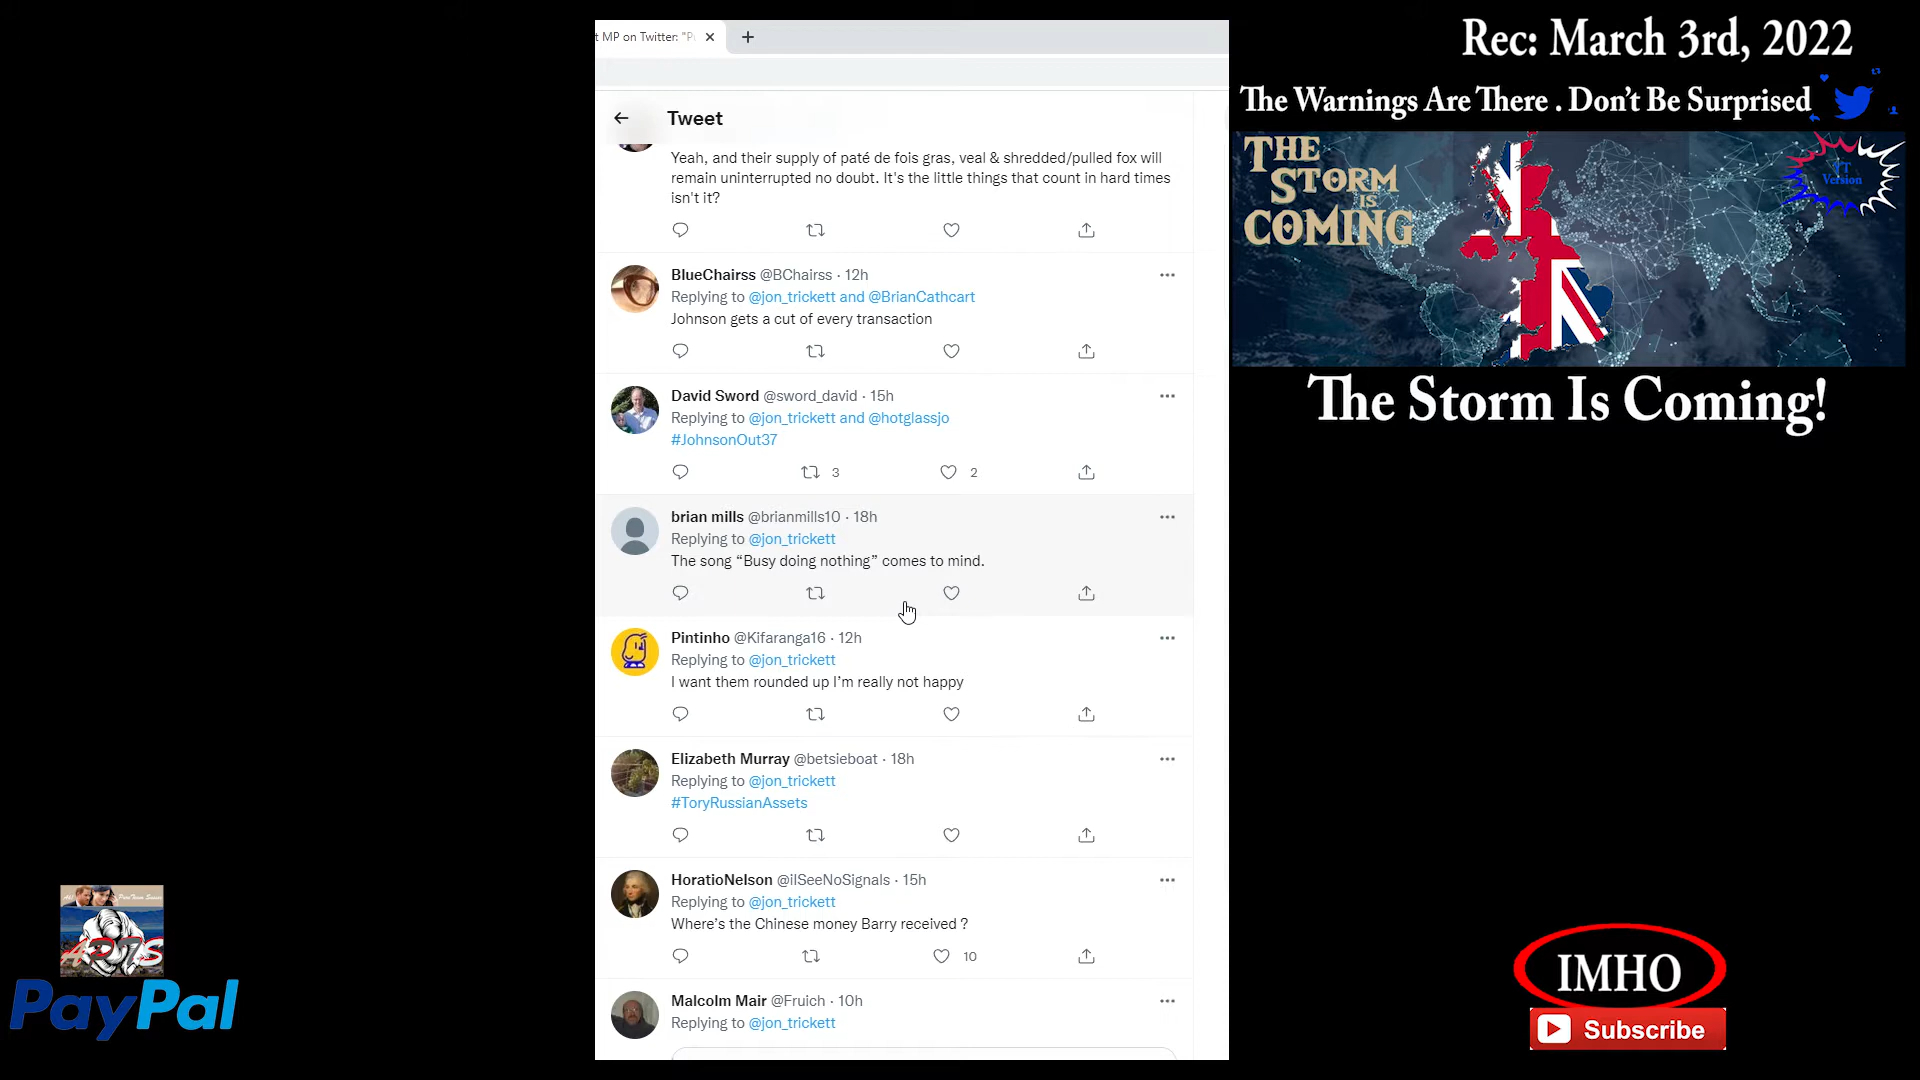 t MP on Twitter: "P
Tweet
Yeah, and their supply of paté de fois gras, veal & shredded/pulled fox will
remain uninterrupted no doubt. It's the little things that count in hard times
isn't it?
BlueChairss @BChairss · 12h
Replying to @jon_trickett and @BrianCathcart
Johnson gets a cut of every transaction
David Sword @sword_david · 15h
Replying to @jon_trickett and @hotglassjo
#JohnsonOut37
3
2
brian mills @brianmills10 · 18h
Replying to @jon_trickett
The song “Busy doing nothing” comes to mind.
Pintinho @Kifaranga16 · 12h
Replying to @jon_trickett
I want them rounded up I’m really not happy
Elizabeth Murray @betsieboat · 18h
Replying to @jon_trickett
#ToryRussianAssets
HoratioNelson @iISeeNoSignals · 15h
Replying to @jon_trickett
Where’s the Chinese money Barry received ?
10
Malcolm Mair @Fruich · 10h
Replying to @jon_trickett
Rec: March 3rd, 2022
The Warnings Are There . Don't Be Surprised
THE
STORM
IS
COMING
YT
Version
The Storm Is Coming!
PayPal
IMHO
Subscribe